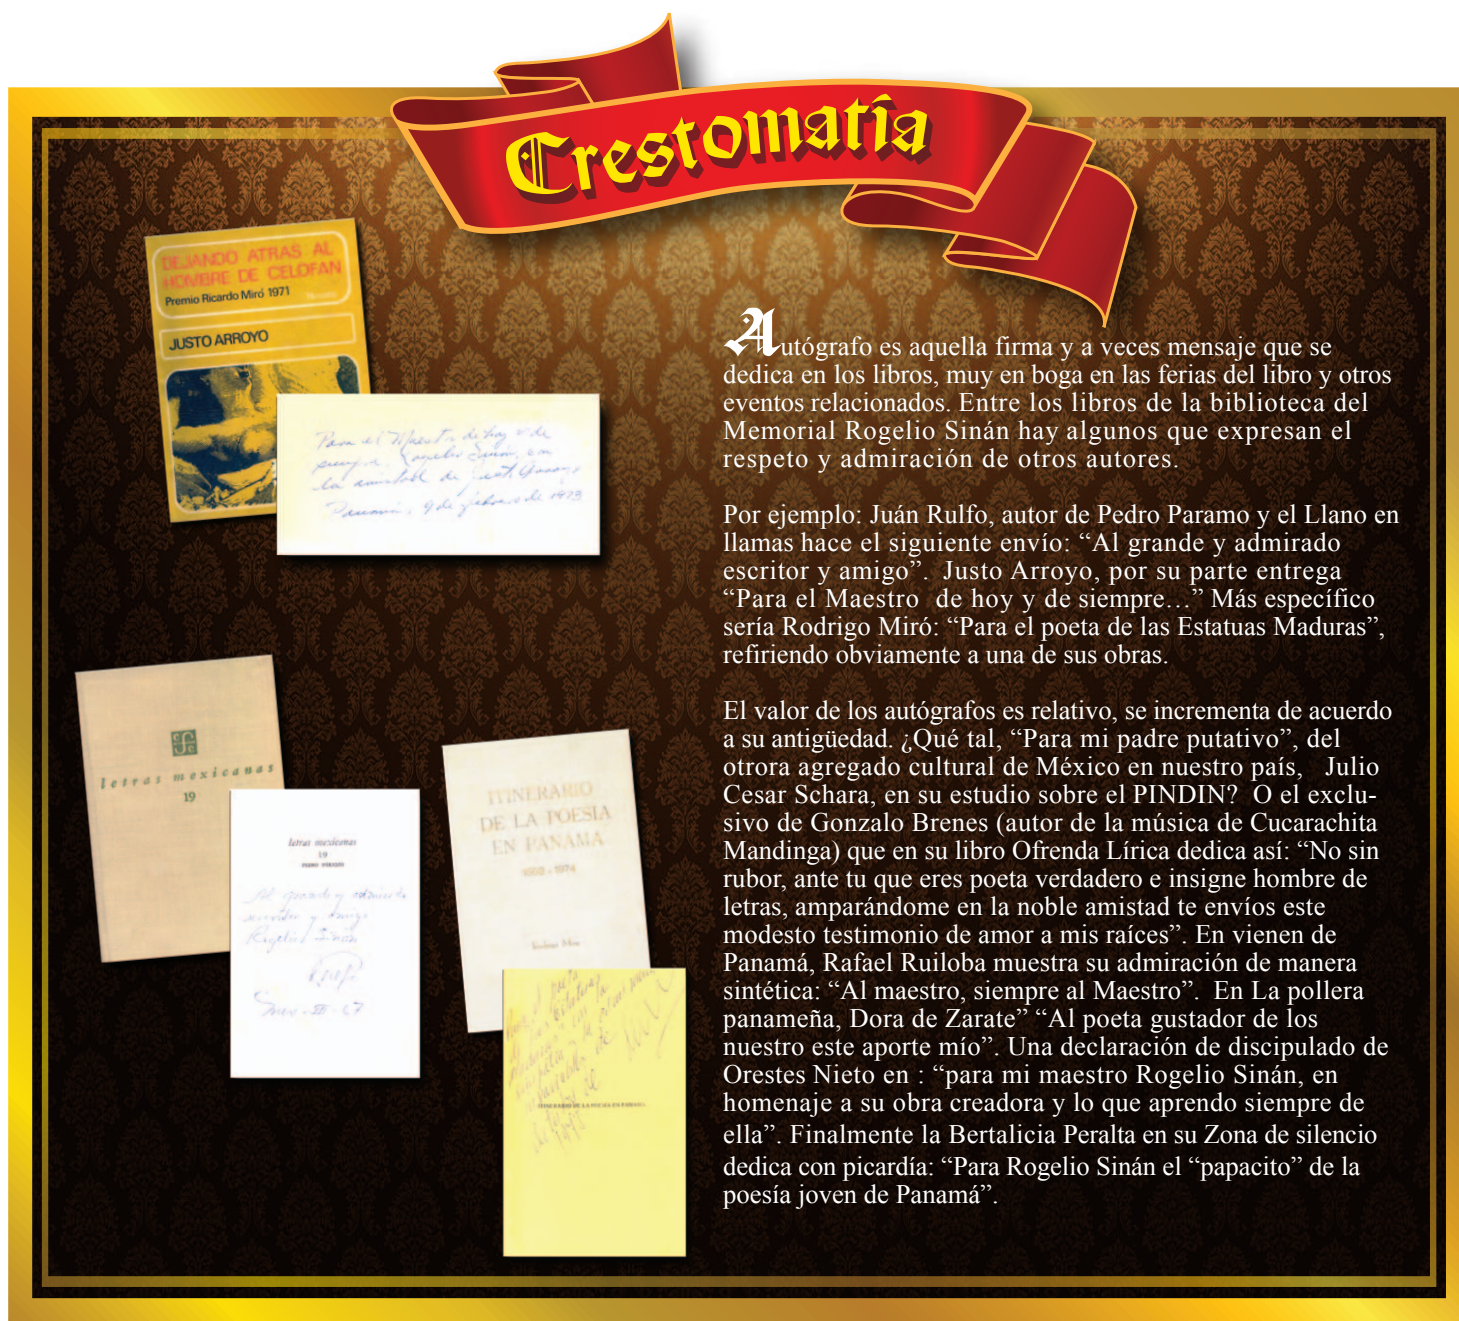 Crestomatía
DEJANDO ATRAS AL
HOMBRE DE CELOFAN
Premio Ricardo Miró 1971
JUSTO ARROYO
Para el Maestro de hoy y de
siempre, Rogelio Sinán, con
la amistad de Justo Arroyo
Panamá, 9 de febrero de 1973
letras mexicanas
19
letras mexicanas
19
PEDRO PÁRAMO
Al grande y admirado
escritor y amigo
Rogelio Sinán
ITINERARIO
DE LA POESIA
EN PANAMA
1502 - 1974
Rodrigo Miró
Para el poeta
ITINERARIO DE LA POESIA EN PANAMA
Autógrafo es aquella firma y a veces mensaje que se
dedica en los libros, muy en boga en las ferias del libro y otros
eventos relacionados. Entre los libros de la biblioteca del
Memorial Rogelio Sinán hay algunos que expresan el
respeto y admiración de otros autores.
Por ejemplo: Juán Rulfo, autor de Pedro Paramo y el Llano en
llamas hace el siguiente envío: “Al grande y admirado
escritor y amigo”.  Justo Arroyo, por su parte entrega
“Para el Maestro  de hoy y de siempre…” Más específico
sería Rodrigo Miró: “Para el poeta de las Estatuas Maduras”,
refiriendo obviamente a una de sus obras.
El valor de los autógrafos es relativo, se incrementa de acuerdo
a su antigüedad. ¿Qué tal, “Para mi padre putativo”, del
otrora agregado cultural de México en nuestro país,   Julio
Cesar Schara, en su estudio sobre el PINDIN?  O el exclu-
sivo de Gonzalo Brenes (autor de la música de Cucarachita
Mandinga) que en su libro Ofrenda Lírica dedica así: “No sin
rubor, ante tu que eres poeta verdadero e insigne hombre de
letras, amparándome en la noble amistad te envíos este
modesto testimonio de amor a mis raíces”. En vienen de
Panamá, Rafael Ruiloba muestra su admiración de manera
sintética: “Al maestro, siempre al Maestro”.  En La pollera
panameña, Dora de Zarate” “Al poeta gustador de los
nuestro este aporte mío”. Una declaración de discipulado de
Orestes Nieto en : “para mi maestro Rogelio Sinán, en
homenaje a su obra creadora y lo que aprendo siempre de
ella”. Finalmente la Bertalicia Peralta en su Zona de silencio
dedica con picardía: “Para Rogelio Sinán el “papacito” de la
poesía joven de Panamá”.